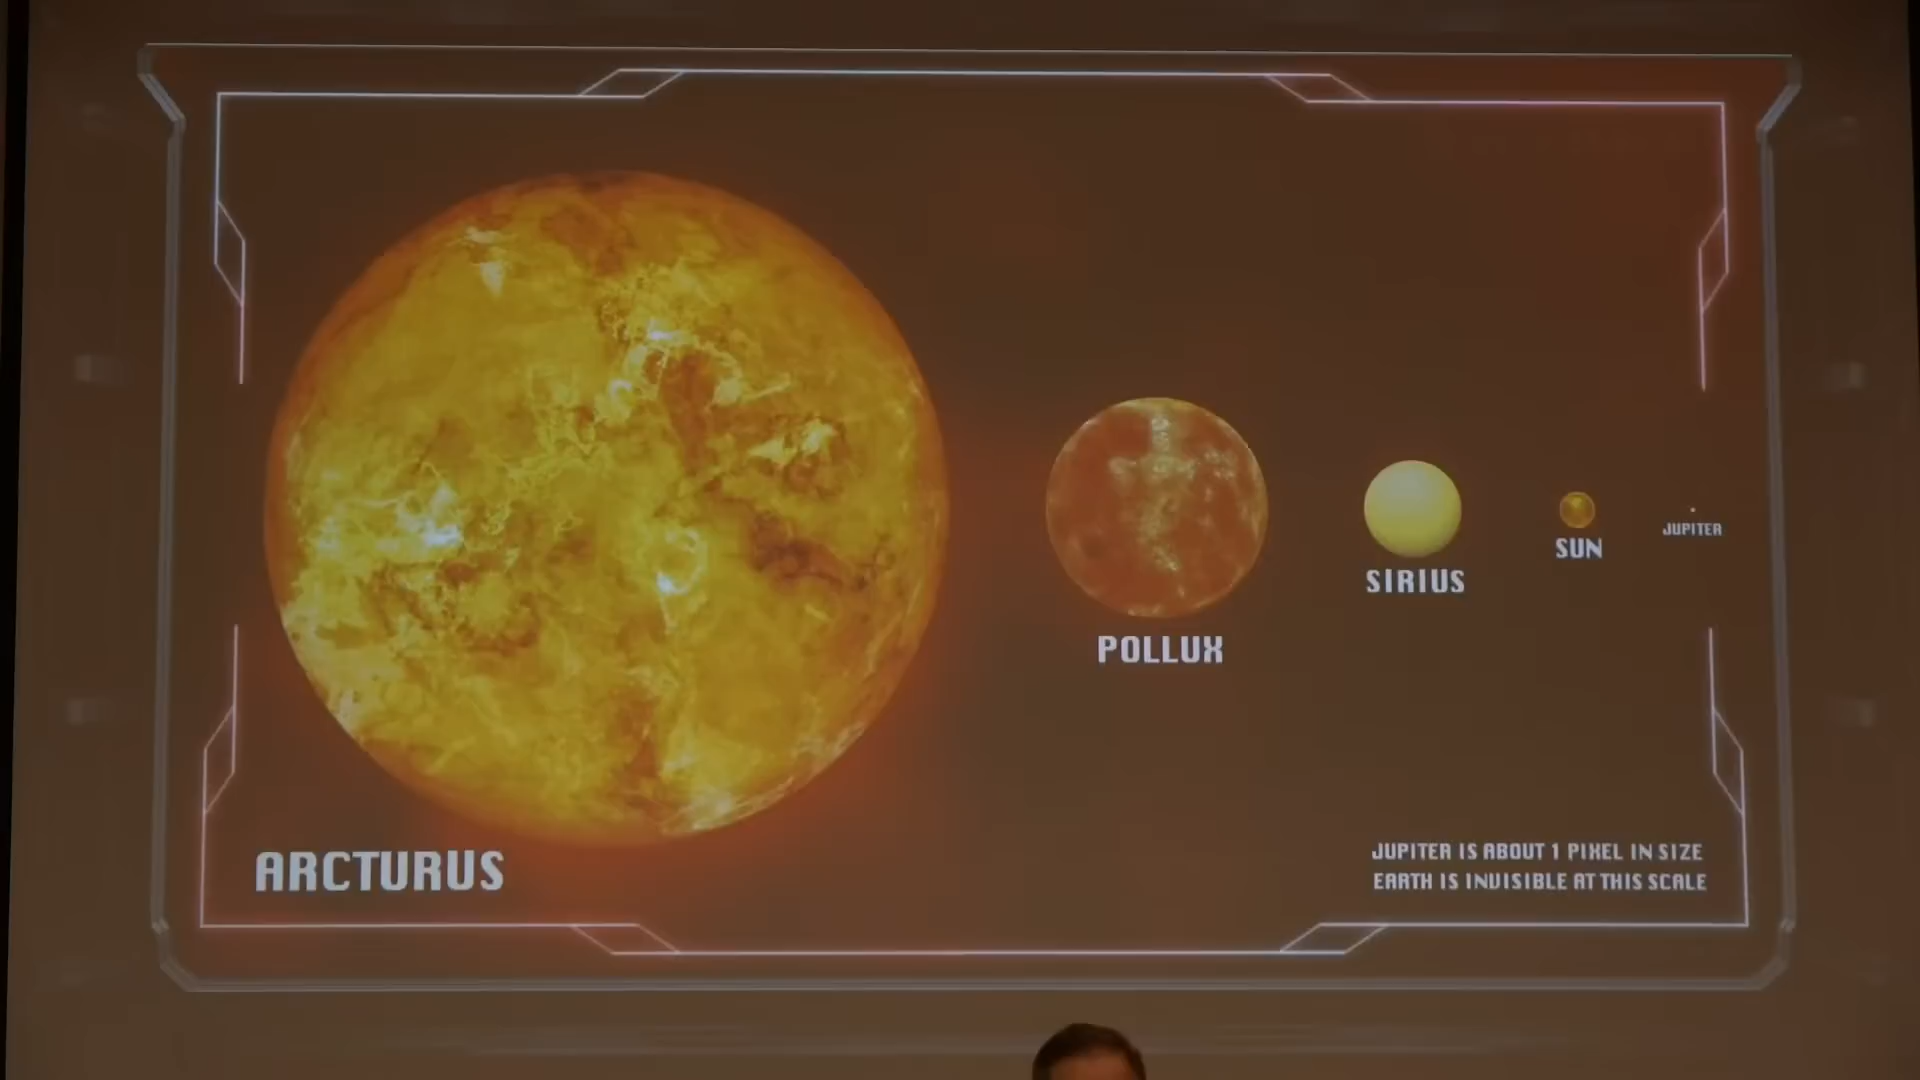 ARCTURUS
POLLUX
SIRIUS
SUN
JUPITER
JUPITER IS ABOUT 1 PIXEL IN SIZE
EARTH IS INVISIBLE AT THIS SCALE